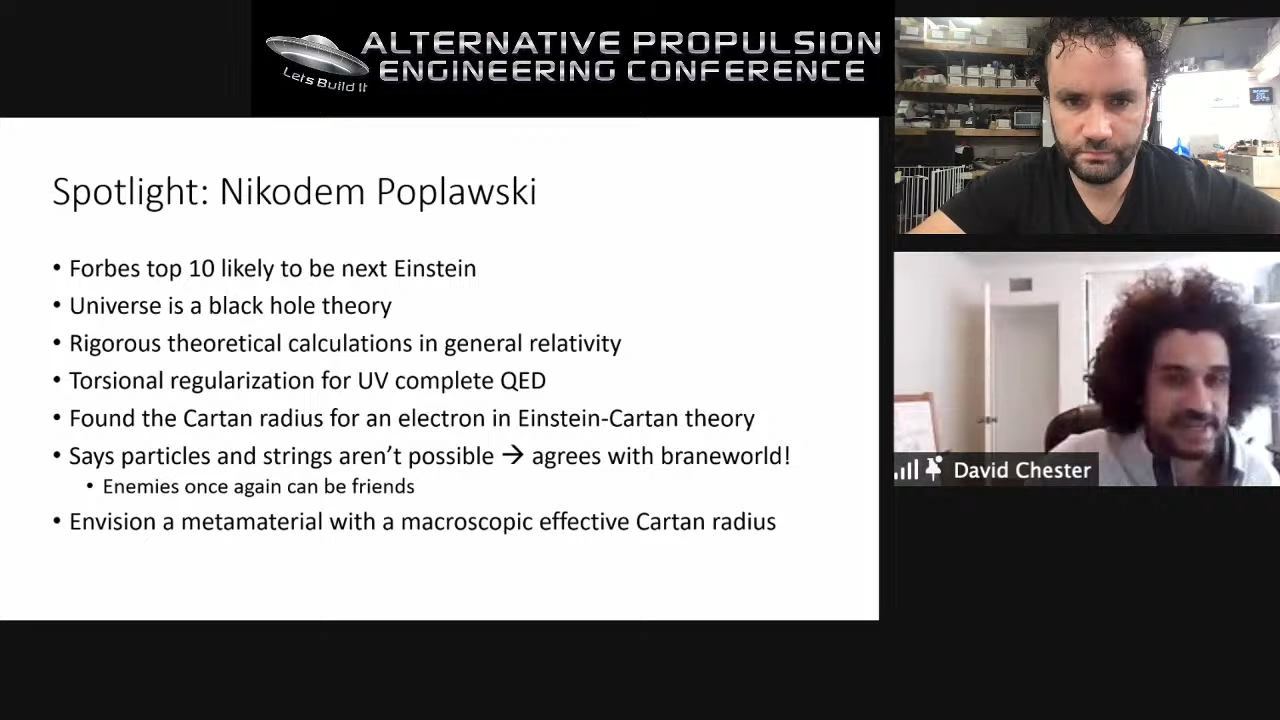 Let's Build It
ALTERNATIVE PROPULSION
ENGINEERING CONFERENCE
Spotlight: Nikodem Poplawski
• Forbes top 10 likely to be next Einstein
• Universe is a black hole theory
• Rigorous theoretical calculations in general relativity
• Torsional regularization for UV complete QED
• Found the Cartan radius for an electron in Einstein-Cartan theory
• Says particles and strings aren't possible → agrees with braneworld!
• Enemies once again can be friends
• Envision a metamaterial with a macroscopic effective Cartan radius
David Chester